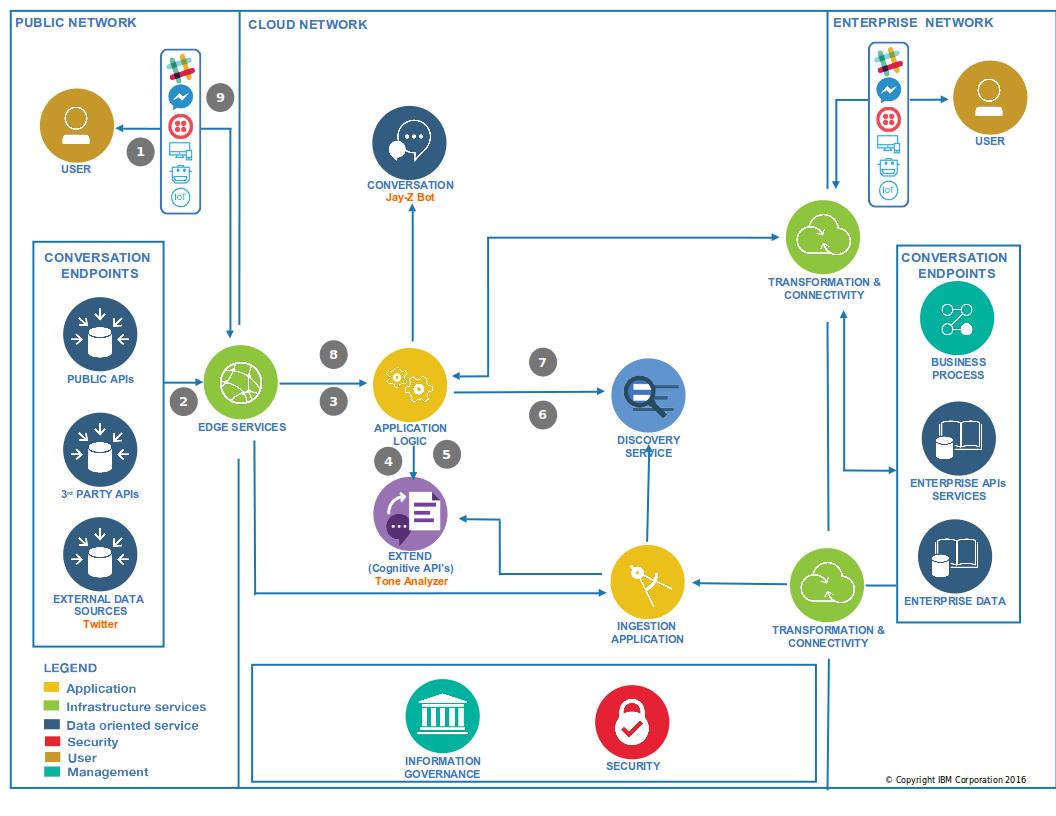 PUBLIC NETWORK
CLOUD NETWORK
ENTERPRISE NETWORK
9
1
IoT
USER
CONVERSATION
Jay-Z Bot
IoT
USER
CONVERSATION
ENDPOINTS
PUBLIC APIs
3rd PARTY APIs
EXTERNAL DATA
SOURCES
Twitter
2
EDGE SERVICES
8
3
APPLICATION
LOGIC
4
5
7
6
DISCOVERY
SERVICE
EXTEND
(Cognitive API's)
Tone Analyzer
INGESTION
APPLICATION
TRANSFORMATION &
CONNECTIVITY
TRANSFORMATION &
CONNECTIVITY
CONVERSATION
ENDPOINTS
BUSINESS
PROCESS
ENTERPRISE APIs
SERVICES
ENTERPRISE DATA
LEGEND
Application
Infrastructure services
Data oriented service
Security
User
Management
INFORMATION
GOVERNANCE
SECURITY
© Copyright IBM Corporation 2016